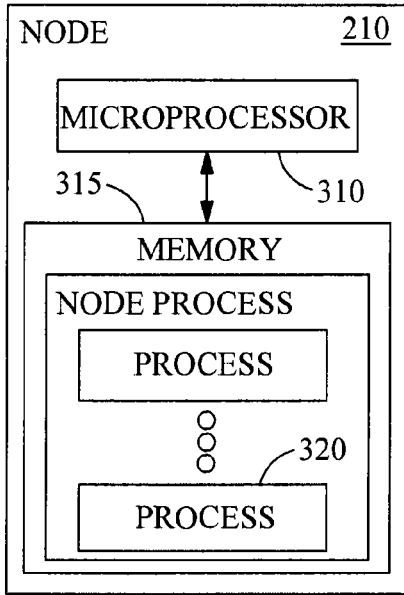 NODE 210
MICROPROCESSOR
310
315
MEMORY
NODE PROCESS
PROCESS
320
PROCESS